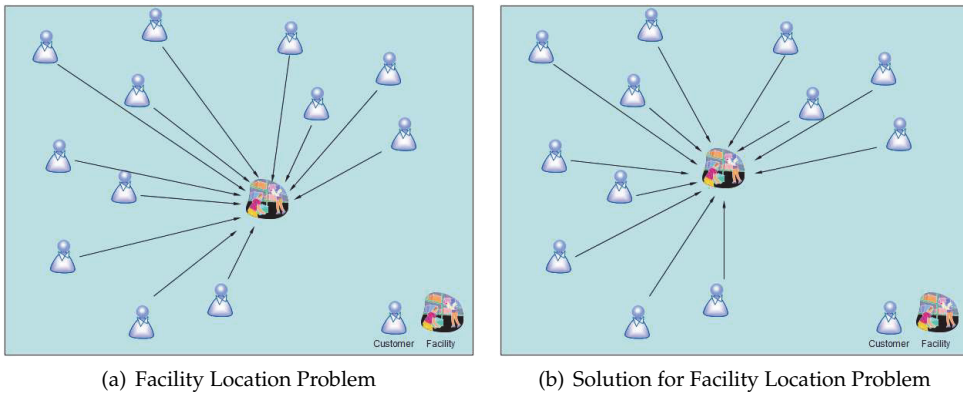 Customer Facility
Customer Facility
(a) Facility Location Problem
(b) Solution for Facility Location Problem